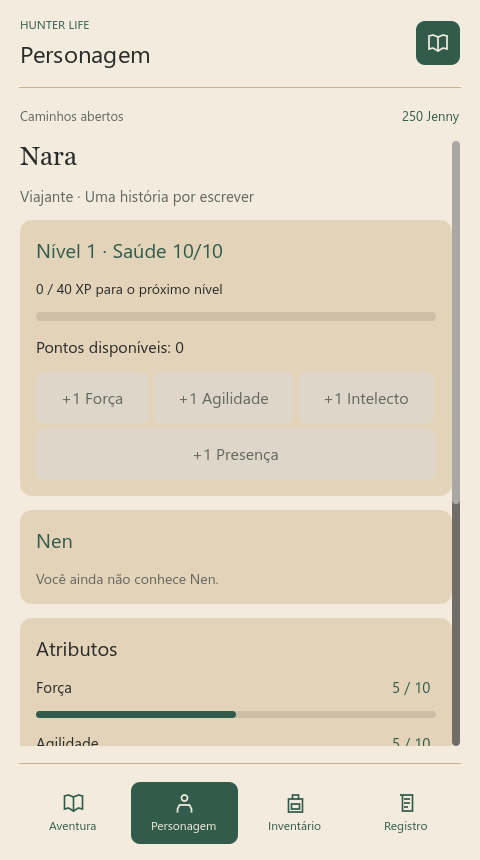 HUNTER LIFE
Personagem
Caminhos abertos
250 Jenny
Nara
Viajante · Uma história por escrever
Nível 1 · Saúde 10/10
0 / 40 XP para o próximo nível
Pontos disponíveis: 0
+1 Força
+1 Agilidade
+1 Intelecto
+1 Presença
Nen
Você ainda não conhece Nen.
Atributos
Força
5 / 10
Agilidade
5 / 10
Aventura
Personagem
Inventário
Registro